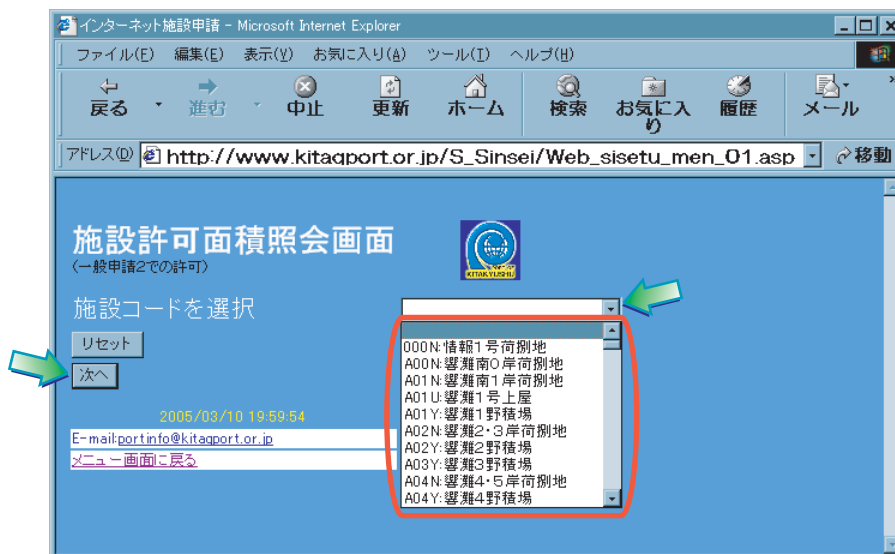 インターネット施設申請 - Microsoft Internet Explorer
ファイル(F) 編集(E) 表示(V) お気に入り(A) ツール(T) ヘルプ(H)
戻る 進む 中止 更新 ホーム 検索 お気に入り 履歴 メール
アドレス(D) http://www.kitaqport.or.jp/S_Sinsei/Web_sisetu_men_01.asp 移動
施設許可面積照会画面
(一般申請2での許可)
KITAKYUSHU
施設コードを選択
リセット
次へ
000N:情報1号荷捌地
A00N:響灘南0岸荷捌地
A01N:響灘南1岸荷捌地
A01U:響灘1号上屋
A01Y:響灘1野積場
A02N:響灘2・3岸荷捌地
A02Y:響灘2野積場
A03Y:響灘3野積場
A04N:響灘4・5岸荷捌地
A04Y:響灘4野積場
2005/03/10 19:59:54
E-mail:portinfo@kitaqport.or.jp
メニュー画面に戻る